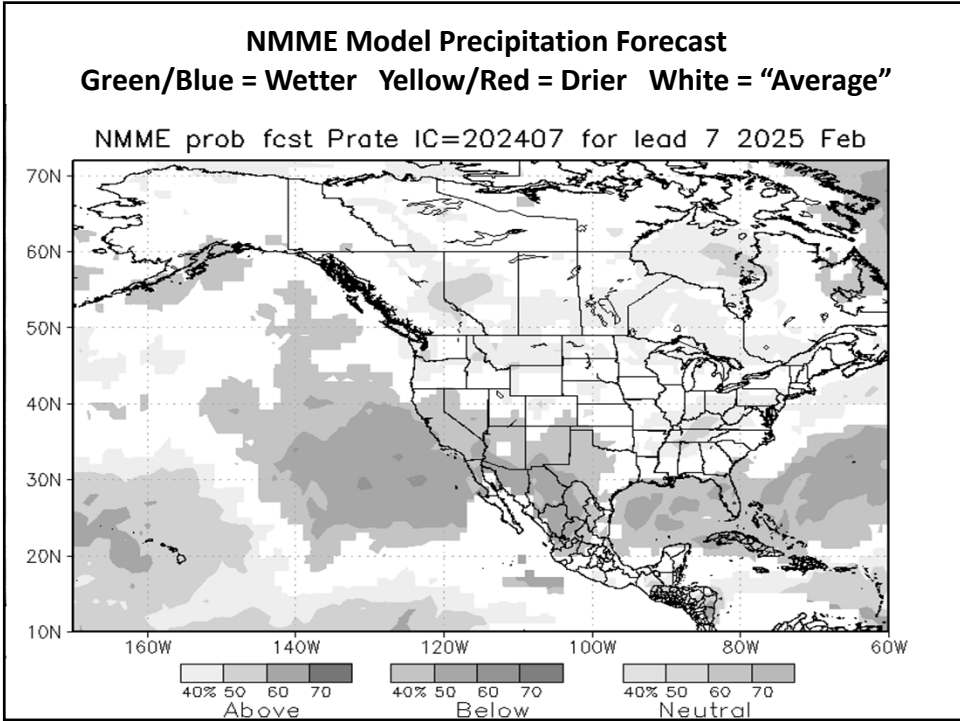 NMME Model Precipitation Forecast
Green/Blue = Wetter Yellow/Red = Drier White = “Average”
NMME prob fcst Prate IC=202407 for lead 7 2025 Feb
70N
60N
50N
40N
30N
20N
10N
160W 140W 120W 100W 80W 60W
40% 50 60 70 40% 50 60 70 40% 50 60 70
Above Below Neutral